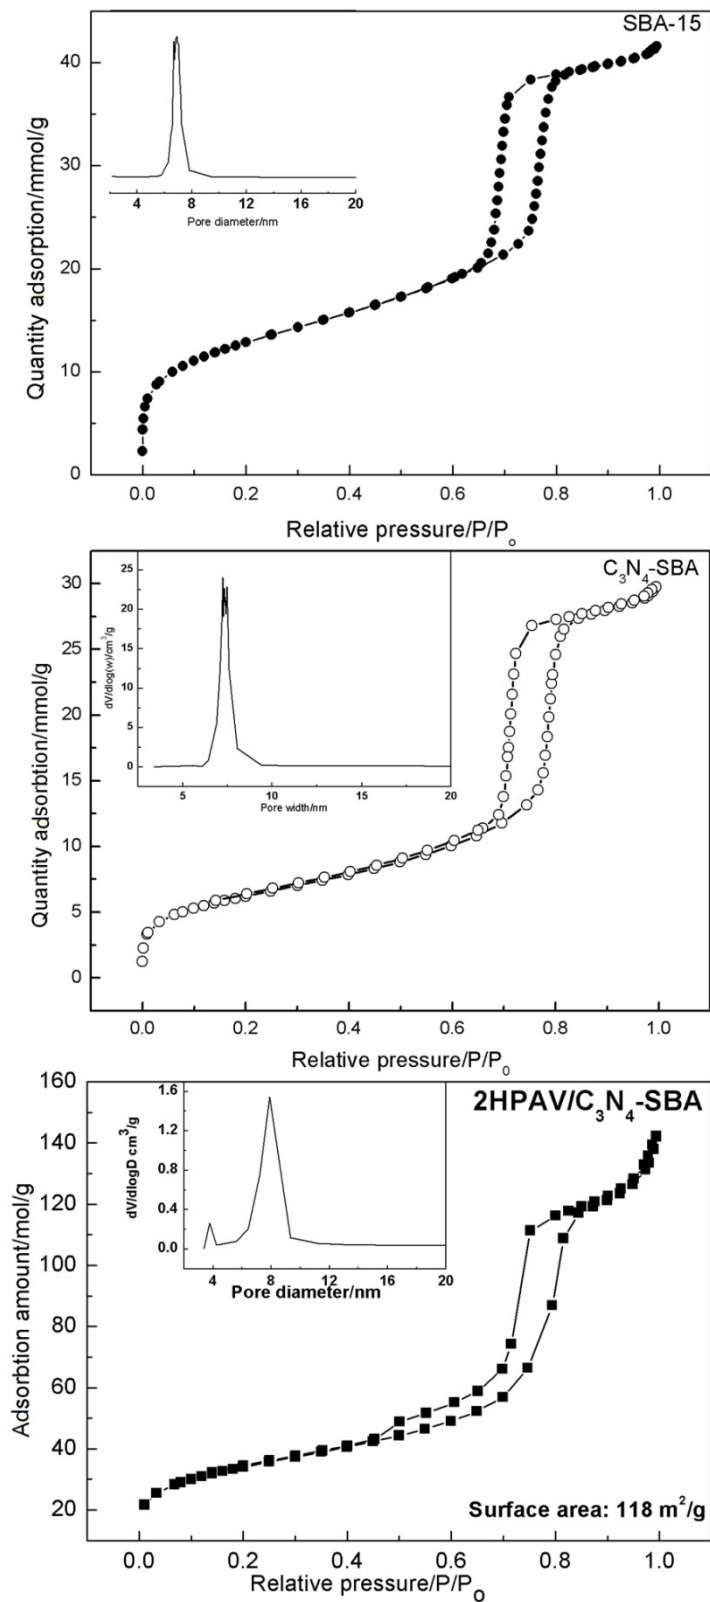 SBA-15
40
30
20
10
0
Quantity adsorption/mmol/g
4 8 12 16 20
Pore diameter/nm
0.0 0.2 0.4 0.6 0.8 1.0
Relative pressure/P/P₀
C₃N₄-SBA
30
25
20
15
10
5
0
Quantity adsorbtion/mmol/g
25
20
15
10
5
0
dV/dlog(w)/cm³/g
5 10 15 20
Pore width/nm
0.0 0.2 0.4 0.6 0.8 1.0
Relative pressure/P/P₀
2HPAV/C₃N₄-SBA
160
140
120
100
80
60
40
20
Adsorbtion amount/mol/g
1.6
1.2
0.8
0.4
0.0
dV/dlogD cm³/g
4 8 12 16 20
Pore diameter/nm
Surface area: 118 m²/g
0.0 0.2 0.4 0.6 0.8 1.0
Relative pressure/P/P₀